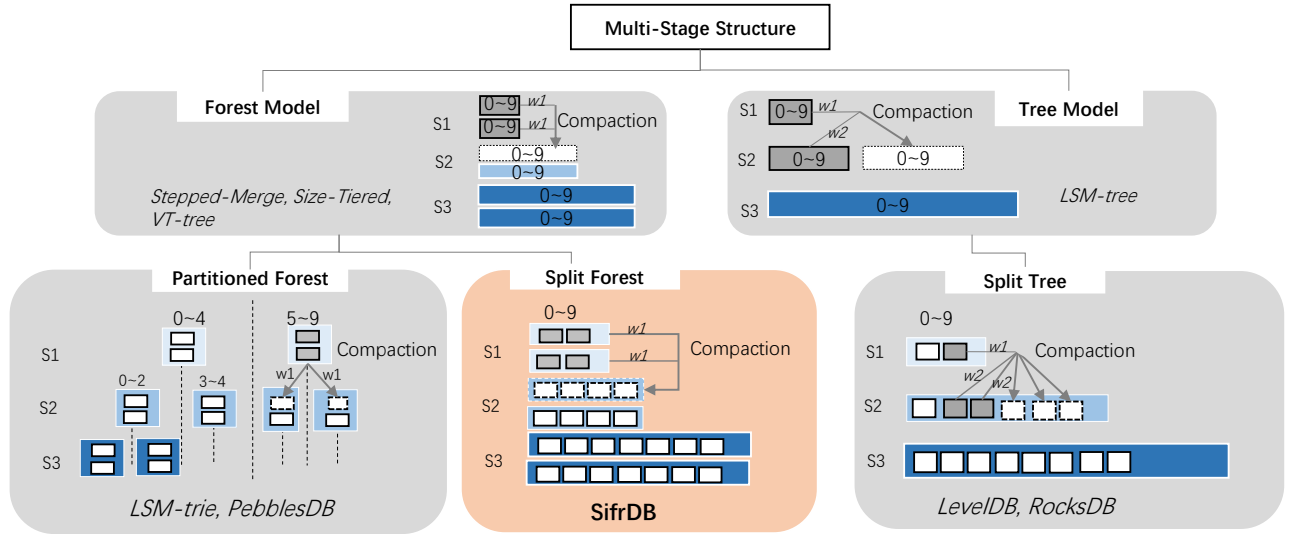 Multi-Stage Structure
Forest Model
S1
0~9
w1
0~9
w1
Compaction
S2
0~9
0~9
S3
0~9
0~9
Stepped-Merge, Size-Tiered,
VT-tree
Tree Model
S1
0~9
w1
Compaction
w2
S2
0~9
0~9
S3
0~9
LSM-tree
Partitioned Forest
0~4
5~9
S1
Compaction
0~2
3~4
w1
w1
S2
S3
LSM-trie, PebblesDB
Split Forest
0~9
w1
S1
w1
Compaction
S2
S3
SifrDB
Split Tree
0~9
S1
w1
Compaction
w2
w2
S2
S3
LevelDB, RocksDB